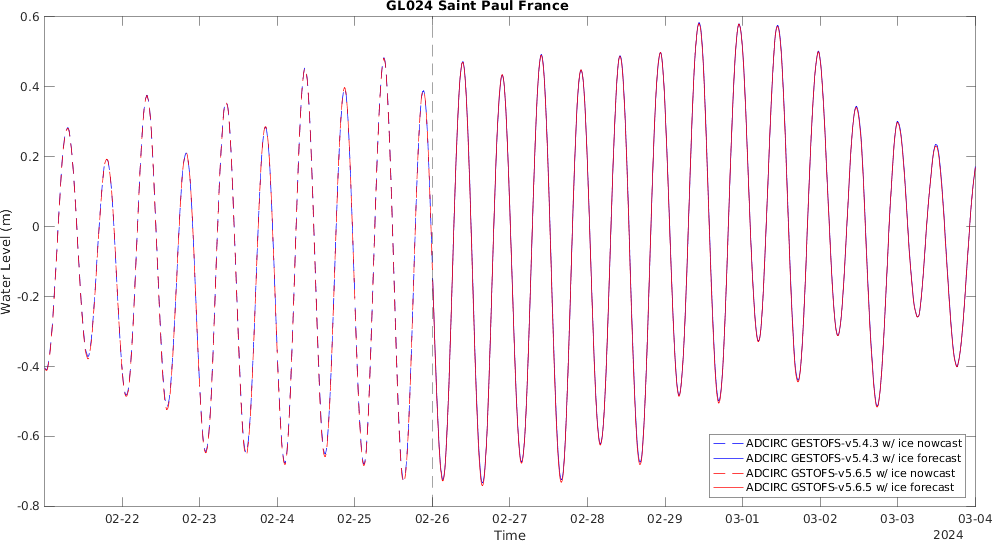 GL024 Saint Paul France
0.6
0.4
0.2
0
-0.2
-0.4
-0.6
-0.8
Water Level (m)
ADCIRC GESTOFS-v5.4.3 w/ ice nowcast
ADCIRC GESTOFS-v5.4.3 w/ ice forecast
ADCIRC GSTOFS-v5.6.5 w/ ice nowcast
ADCIRC GSTOFS-v5.6.5 w/ ice forecast
02-22 02-23 02-24 02-25 02-26 02-27 02-28 02-29 03-01 03-02 03-03 03-04
Time
2024